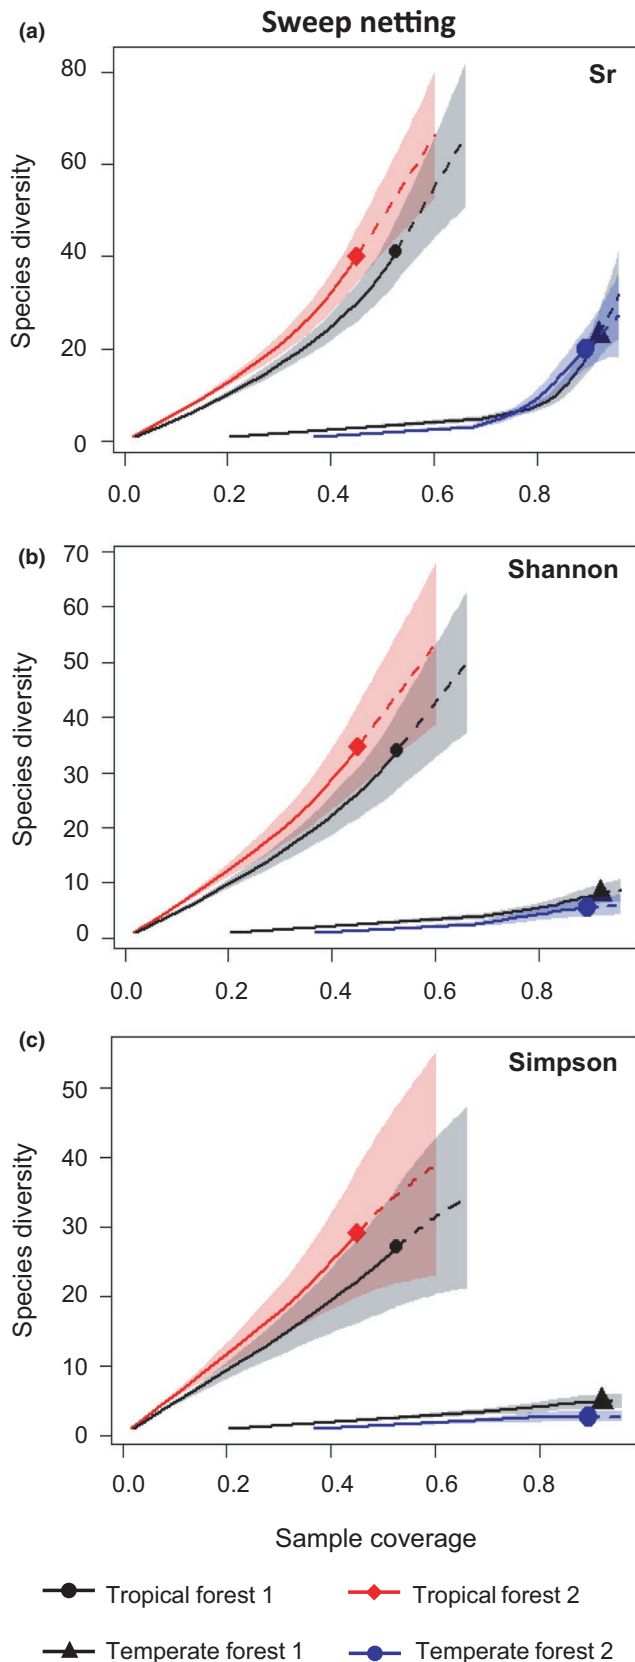 Sweep netting
(a)
Sr
Species diversity
80
60
40
20
0
0.0 0.2 0.4 0.6 0.8
(b)
Shannon
Species diversity
70
60
50
40
30
20
10
0
0.0 0.2 0.4 0.6 0.8
(c)
Simpson
Species diversity
50
40
30
20
10
0
0.0 0.2 0.4 0.6 0.8
Sample coverage
Tropical forest 1 Tropical forest 2
Temperate forest 1 Temperate forest 2